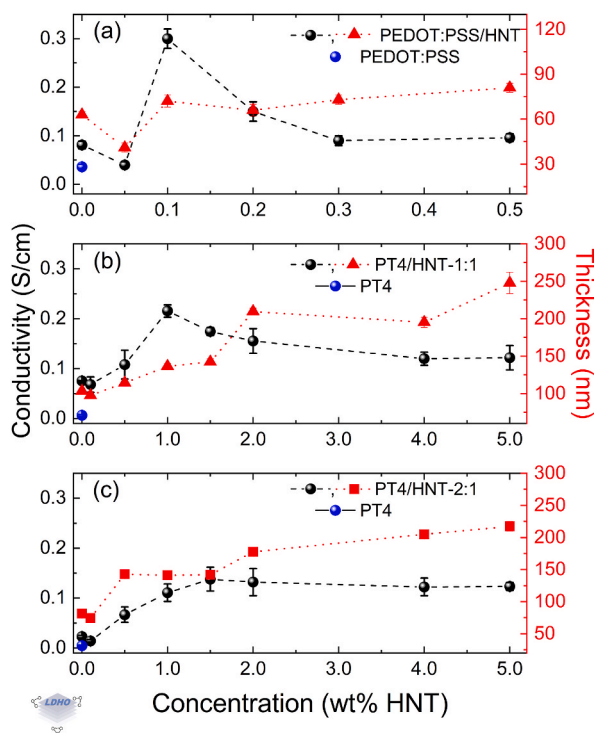 (a)
PEDOT:PSS/HNT
PEDOT:PSS
0.3
0.2
0.1
0.0
120
90
60
30
0.0 0.1 0.2 0.3 0.4 0.5
(b)
PT4/HNT-1:1
PT4
0.3
0.2
0.1
0.0
300
250
200
150
100
0.0 1.0 2.0 3.0 4.0 5.0
(c)
PT4/HNT-2:1
PT4
0.3
0.2
0.1
0.0
300
250
200
150
100
50
0.0 1.0 2.0 3.0 4.0 5.0
Conductivity (S/cm)
Thickness (nm)
Concentration (wt% HNT)
LDHO